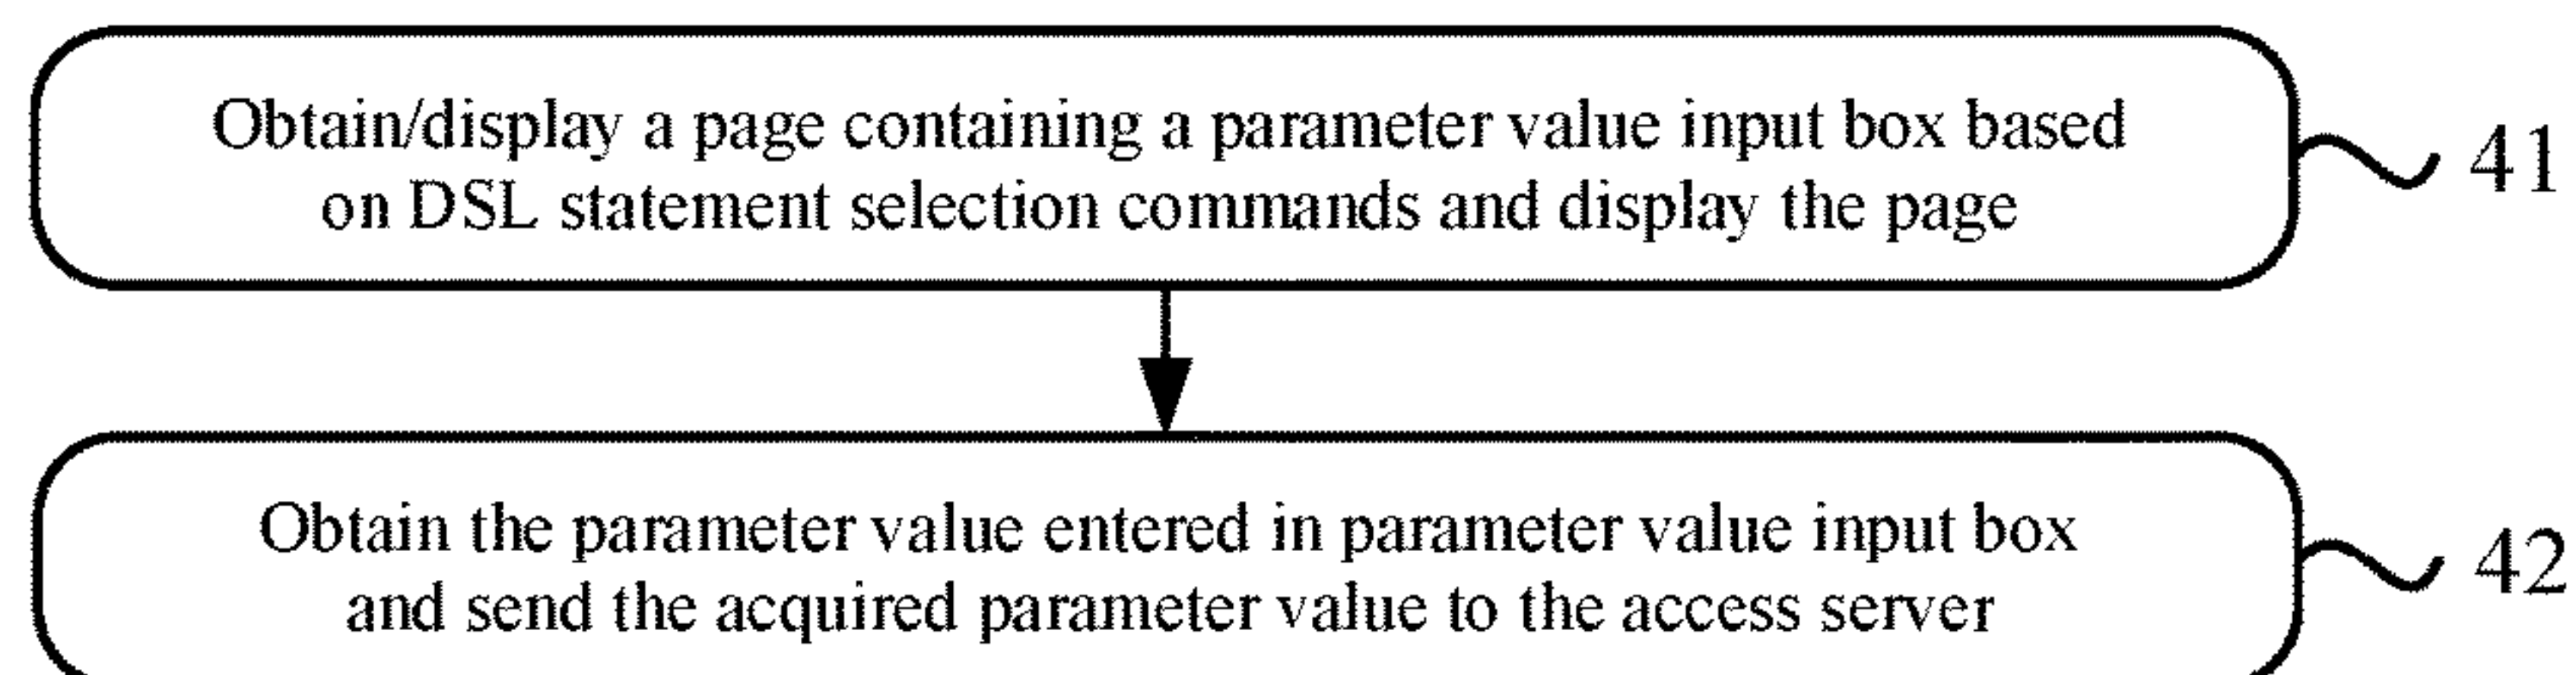 Obtain/display a page containing a parameter value input box based
on DSL statement selection commands and display the page
41
Obtain the parameter value entered in parameter value input box
and send the acquired parameter value to the access server
42